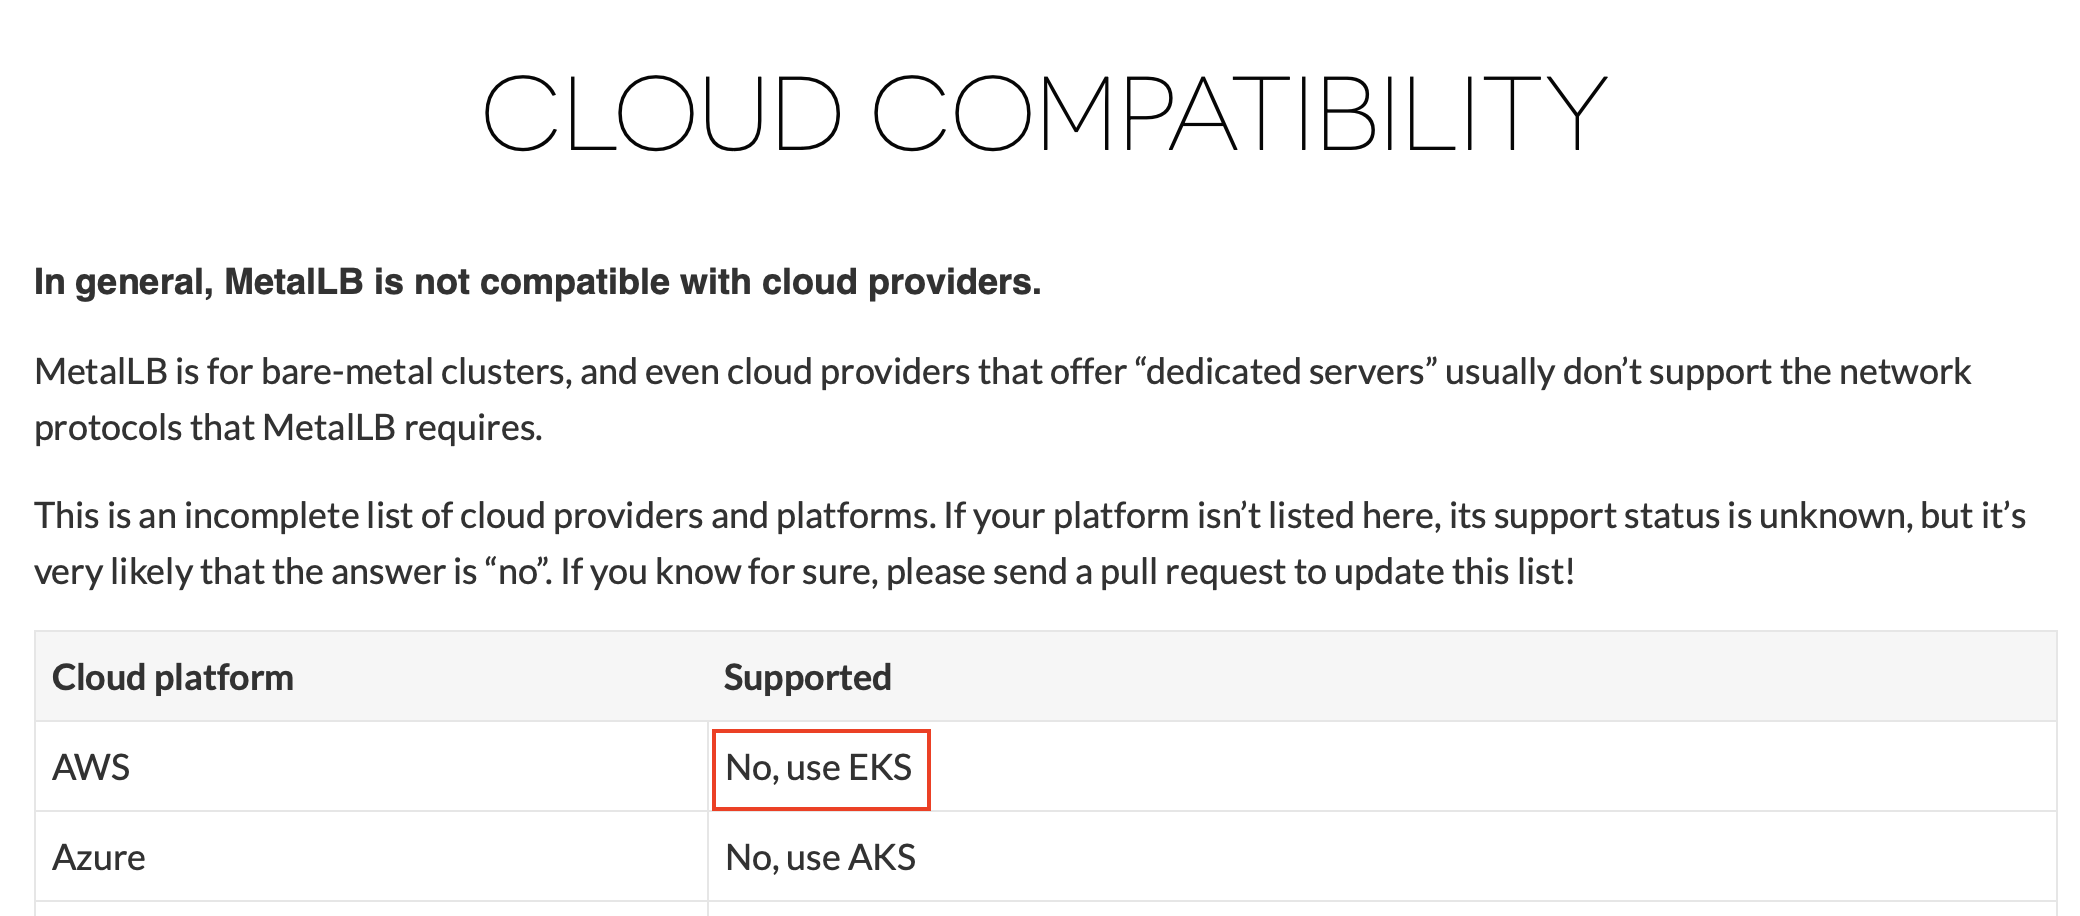 CLOUD COMPATIBILITY
In general, MetalLB is not compatible with cloud providers.
MetalLB is for bare-metal clusters, and even cloud providers that offer “dedicated servers” usually don’t support the network
protocols that MetalLB requires.
This is an incomplete list of cloud providers and platforms. If your platform isn’t listed here, its support status is unknown, but it’s
very likely that the answer is “no”. If you know for sure, please send a pull request to update this list!
Cloud platform Supported
AWS No, use EKS
Azure No, use AKS